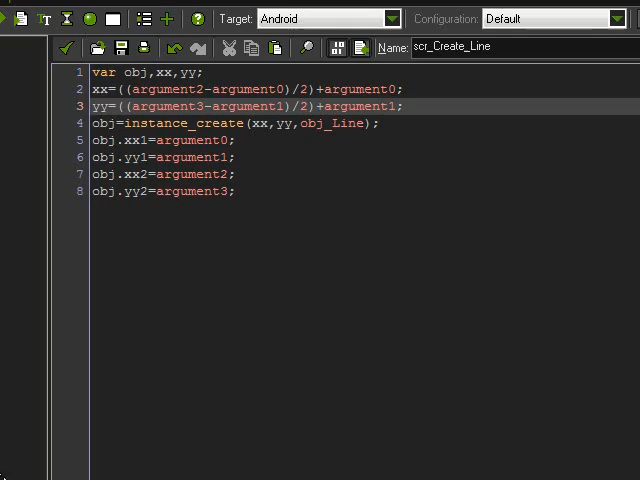 Target: Android Configuration: Default
Name: scr_Create_Line
1 var obj,xx,yy;
2 xx=((argument2-argument0)/2)+argument0;
3 yy=((argument3-argument1)/2)+argument1;
4 obj=instance_create(xx,yy,obj_Line);
5 obj.xx1=argument0;
6 obj.yy1=argument1;
7 obj.xx2=argument2;
8 obj.yy2=argument3;